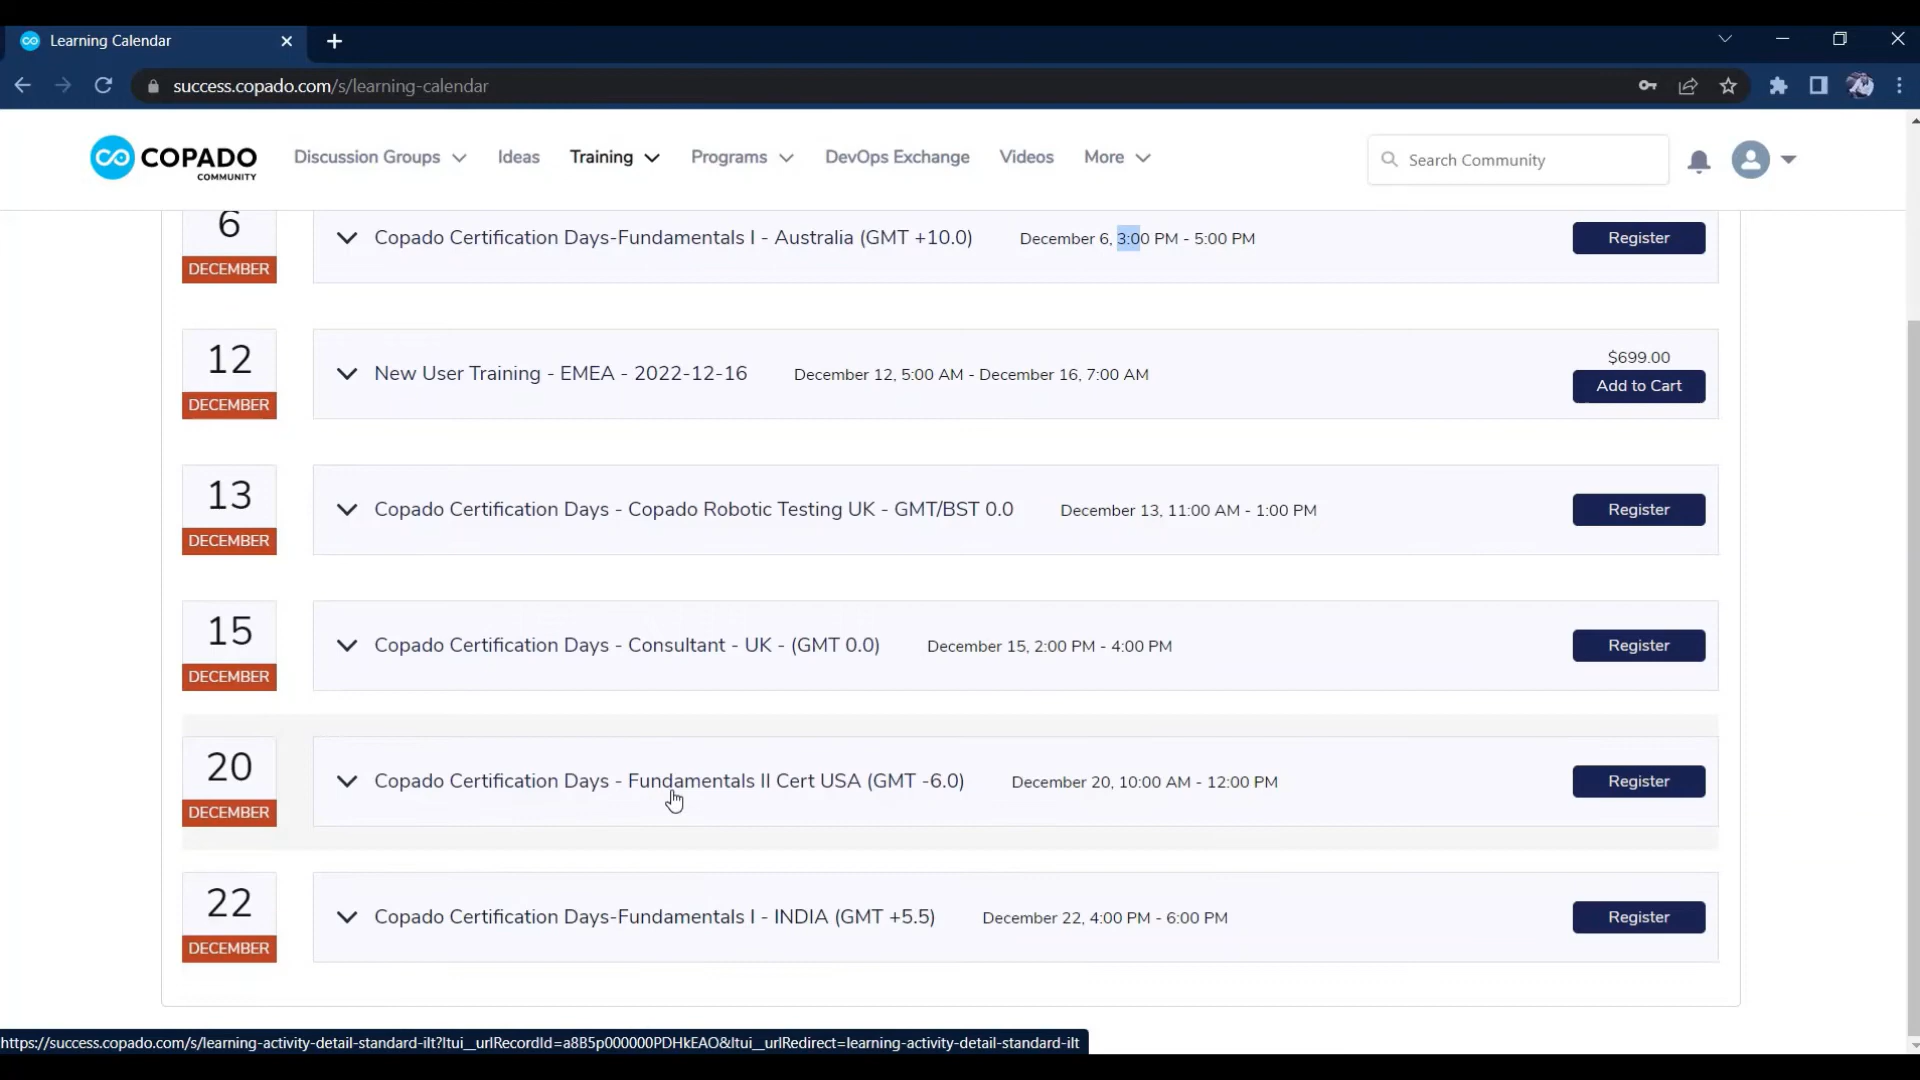 Learning Calendar
success.copado.com/s/learning-calendar
COPADO
COMMUNITY
Discussion Groups
Ideas
Training
Programs
DevOps Exchange
Videos
More
Search Community
6
DECEMBER
Copado Certification Days-Fundamentals I - Australia (GMT +10.0)
December 6, 3:00 PM - 5:00 PM
Register
12
DECEMBER
New User Training - EMEA - 2022-12-16
December 12, 5:00 AM - December 16, 7:00 AM
$699.00
Add to Cart
13
DECEMBER
Copado Certification Days - Copado Robotic Testing UK - GMT/BST 0.0
December 13, 11:00 AM - 1:00 PM
Register
15
DECEMBER
Copado Certification Days - Consultant - UK - (GMT 0.0)
December 15, 2:00 PM - 4:00 PM
Register
20
DECEMBER
Copado Certification Days - Fundamentals II Cert USA (GMT -6.0)
December 20, 10:00 AM - 12:00 PM
Register
22
DECEMBER
Copado Certification Days-Fundamentals I - INDIA (GMT +5.5)
December 22, 4:00 PM - 6:00 PM
Register
https://success.copado.com/s/learning-activity-detail-standard-ilt?ltui__urlRecordId=a8B5p000000PDHkEAO&ltui__urlRedirect=learning-activity-detail-standard-ilt